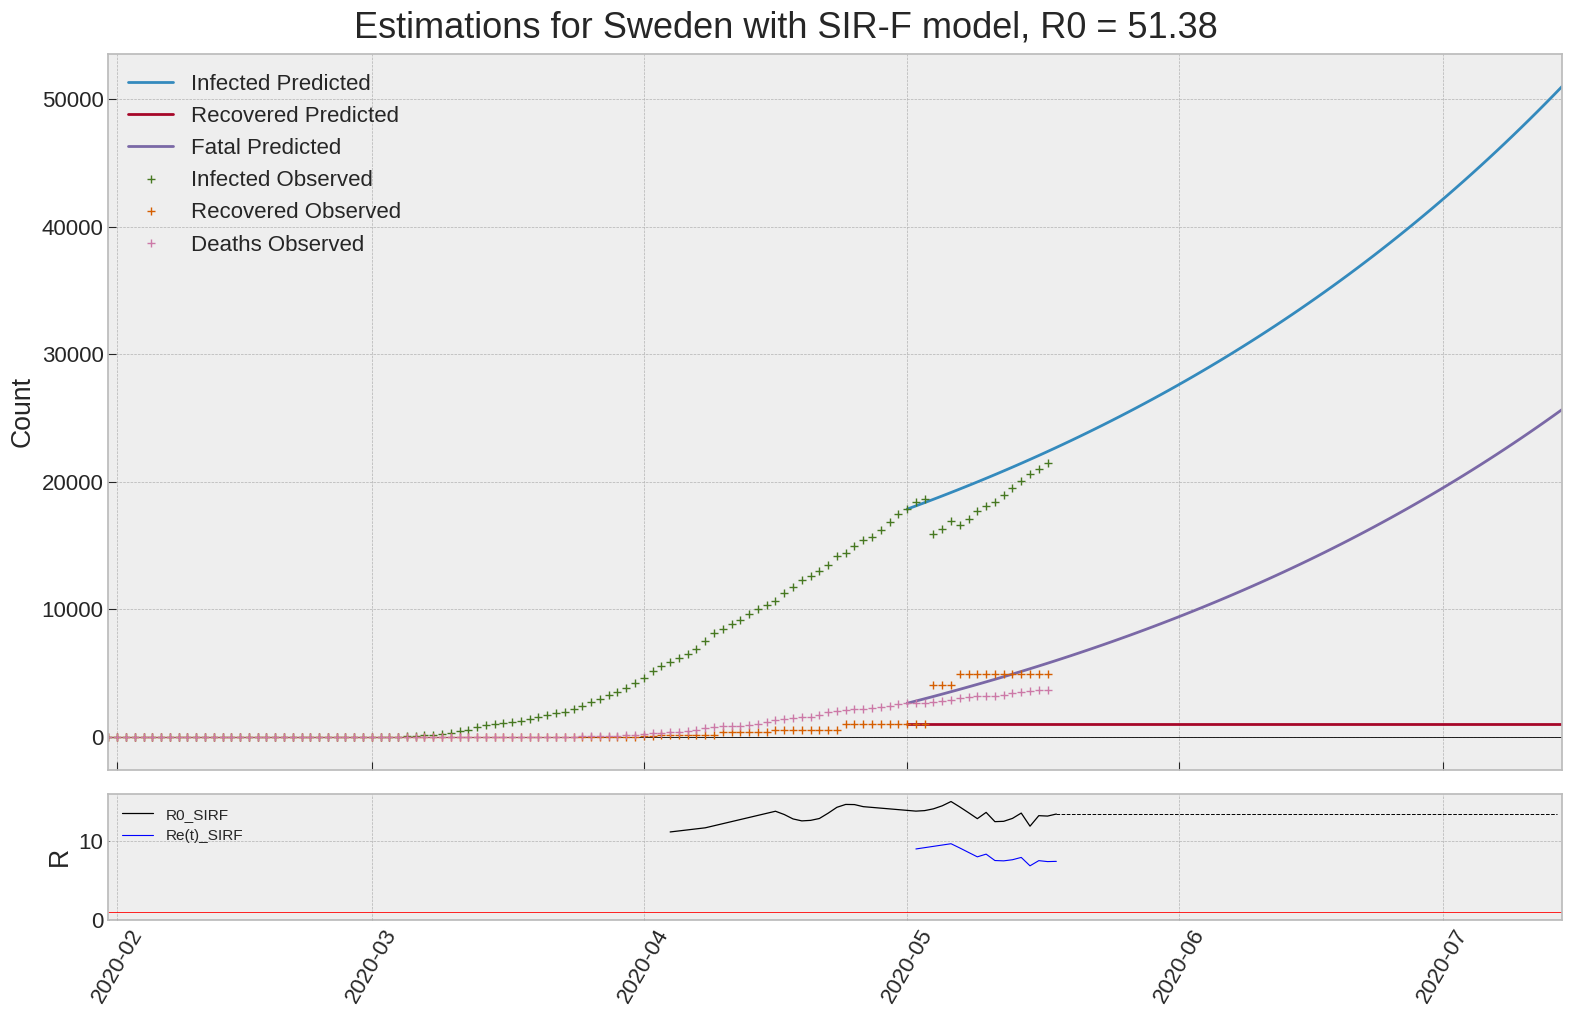 Estimations for Sweden with SIR-F model, R0 = 51.38
Infected Predicted
Recovered Predicted
Fatal Predicted
Infected Observed
Recovered Observed
Deaths Observed
50000
40000
30000
20000
10000
0
Count
R0_SIRF
Re(t)_SIRF
10
0
R
2020-02
2020-03
2020-04
2020-05
2020-06
2020-07